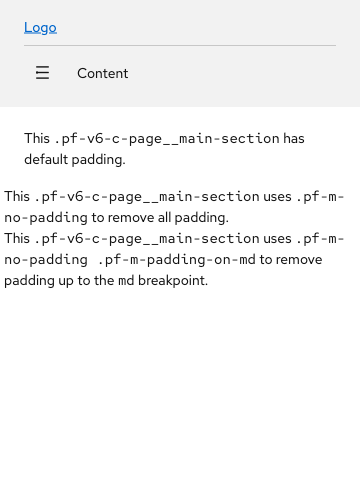 Logo
Content
This .pf-v6-c-page__main-section has
default padding.
This .pf-v6-c-page__main-section uses .pf-m-
no-padding to remove all padding.
This .pf-v6-c-page__main-section uses .pf-m-
no-padding .pf-m-padding-on-md to remove
padding up to the md breakpoint.